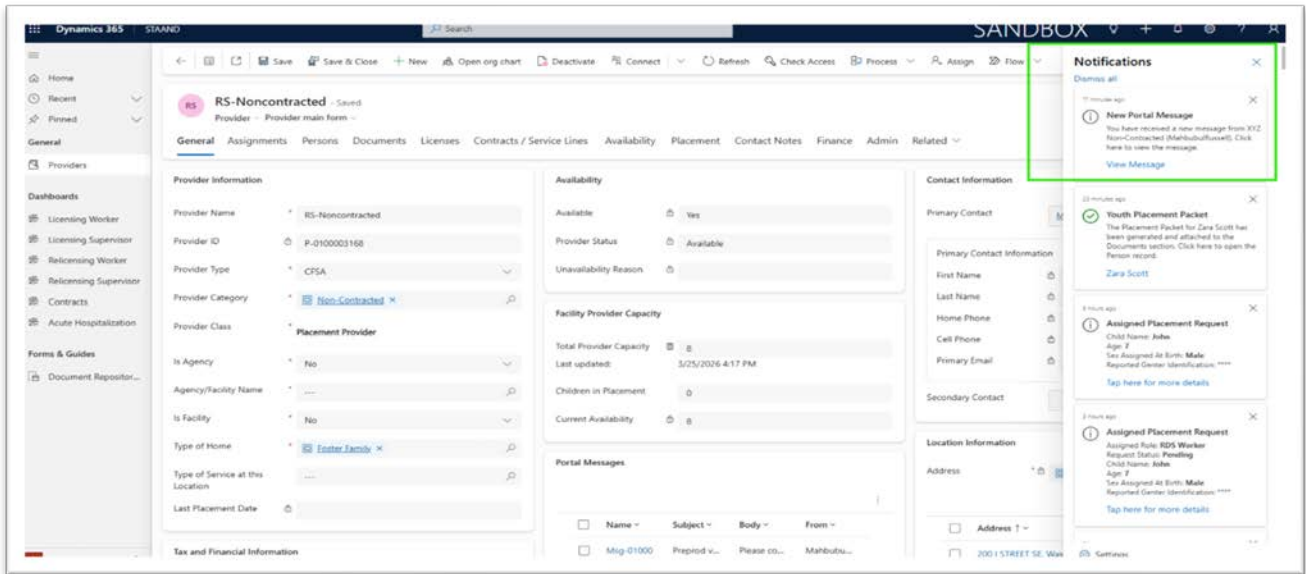 Dynamics 365 STAAND
Search
SANDBOX
Home
Recent
Pinned
General
Providers
Dashboards
Licensing Worker
Licensing Supervisor
Relicensing Worker
Relicensing Supervisor
Contracts
Acute Hospitalization
Forms & Guides
Document Repositor...
Save
Save & Close
New
Open org chart
Deactivate
Connect
Refresh
Check Access
Process
Assign
Flow
RS
RS-Noncontracted - Saved
Provider Provider main form
General Assignments Persons Documents Licenses Contracts / Service Lines Availability Placement Contact Notes Finance Admin Related
Provider Information
Provider Name * RS-Noncontracted
Provider ID P-0100003168
Provider Type * CFSA
Provider Category * Non-Contracted ×
Provider Class * Placement Provider
Is Agency * No
Agency/Facility Name * ---
Is Facility * No
Type of Home * Foster Family ×
Type of Service at this
Location
---
Last Placement Date
Tax and Financial Information
Availability
Available Yes
Provider Status Available
Unavailability Reason
Facility Provider Capacity
Total Provider Capacity 8
Last updated: 5/25/2026 4:17 PM
Children in Placement 0
Current Availability 8
Portal Messages
Name Subject Body From
Msg-01000 Preprod v... Please co... Mahbubu...
Contact Information
Primary Contact
Primary Contact Information
First Name
Last Name
Home Phone
Cell Phone
Primary Email
Secondary Contact
Location Information
Address *
Address ↑
200 I STREET SE,
Notifications
Dismiss all
minutes ago
New Portal Message
You have received a new message from XYZ
Non-Contracted (MahbubulRussell). Click
here to view the message.
View Message
minutes ago
Youth Placement Packet
The Placement Packet for Zara Scott has
been generated and attached to the
Documents section. Click here to open the
Person record.
Zara Scott
hours ago
Assigned Placement Request
Child Name: John
Age: 7
Sex Assigned At Birth: Male
Reported Genter Identification: ****
Tap here for more details
2 hours ago
Assigned Placement Request
Assigned Role: RDS Worker
Request Status: Pending
Child Name: John
Age: 7
Sex Assigned At Birth: Male
Reported Genter Identification: ****
Tap here for more details
Settings